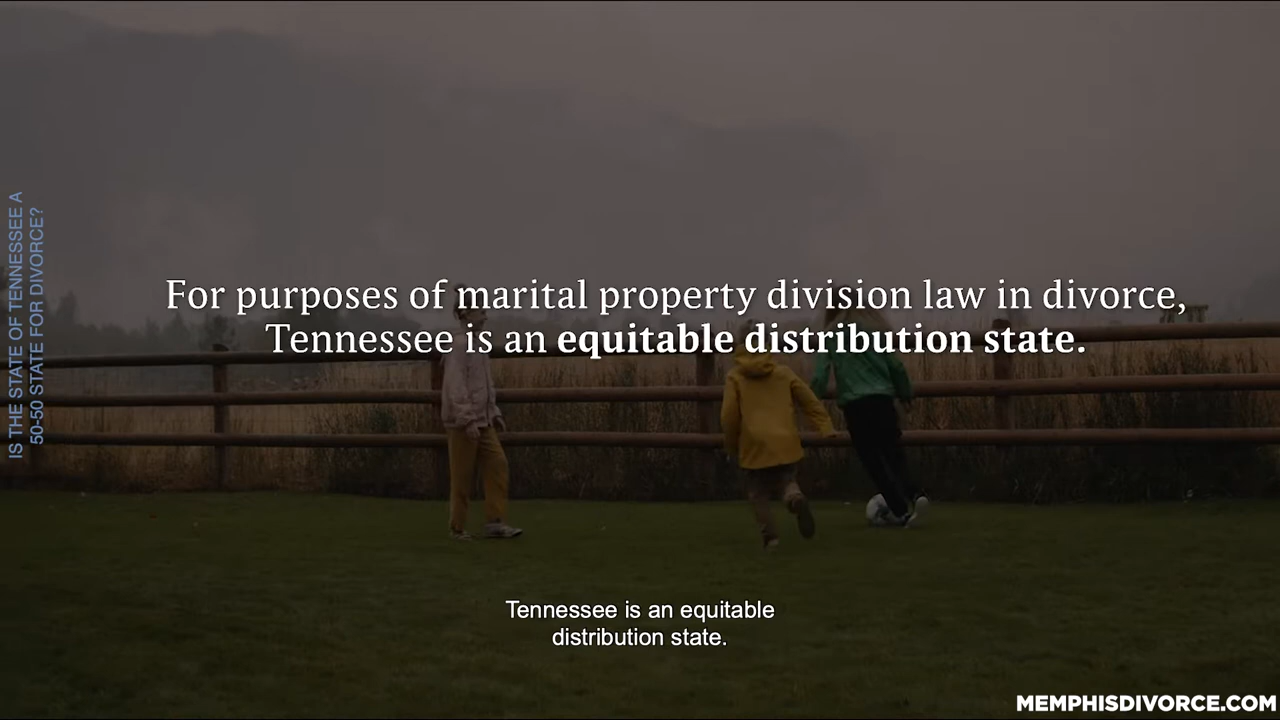 IS THE STATE OF TENNESSEE A
50-50 STATE FOR DIVORCE?
For purposes of marital property division law in divorce,
Tennessee is an equitable distribution state.
Tennessee is an equitable
distribution state.
MEMPHISDIVORCE.COM